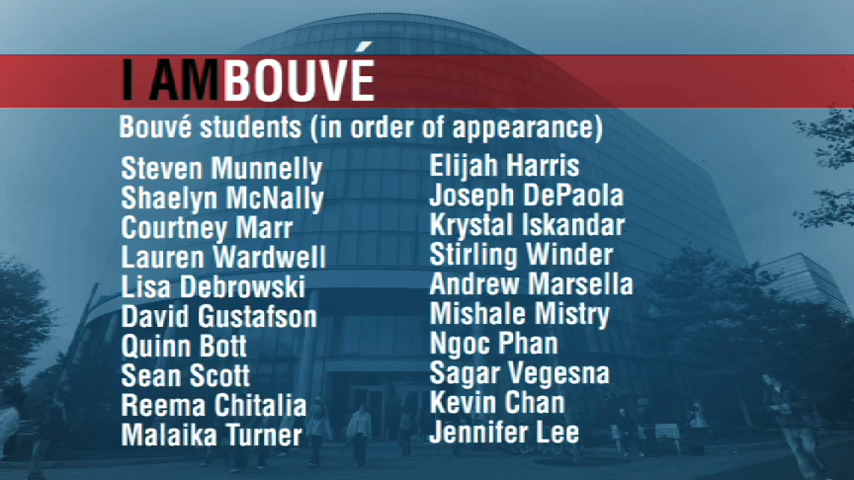 I AM BOUVÉ
Bouvé students (in order of appearance)
Steven Munnelly
Shaelyn McNally
Courtney Marr
Lauren Wardwell
Lisa Debrowski
David Gustafson
Quinn Bott
Sean Scott
Reema Chitalia
Malaika Turner
Elijah Harris
Joseph DePaola
Krystal Iskandar
Stirling Winder
Andrew Marsella
Mishale Mistry
Ngoc Phan
Sagar Vegesna
Kevin Chan
Jennifer Lee